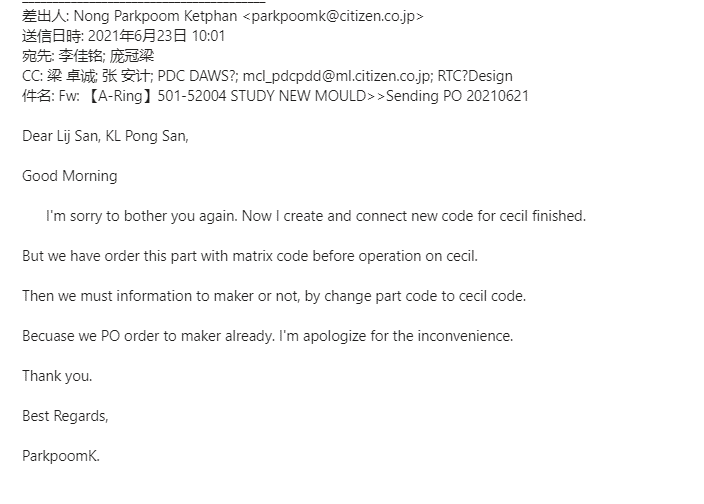 差出人: Nong Parkpoom Ketphan <parkpoomk@citizen.co.jp>
送信日時: 2021年6月23日 10:01
宛先: 李佳铭; 庞冠梁
CC: 梁 卓诚; 张 安计; PDC DAWS?; mcl_pdcpdd@ml.citizen.co.jp; RTC?Design
件名: Fw: 【A-Ring】501-52004 STUDY NEW MOULD>>Sending PO 20210621
Dear Lij San, KL Pong San,
Good Morning
I'm sorry to bother you again. Now I create and connect new code for cecil finished.
But we have order this part with matrix code before operation on cecil.
Then we must information to maker or not, by change part code to cecil code.
Becuase we PO order to maker already. I'm apologize for the inconvenience.
Thank you.
Best Regards,
ParkpoomK.